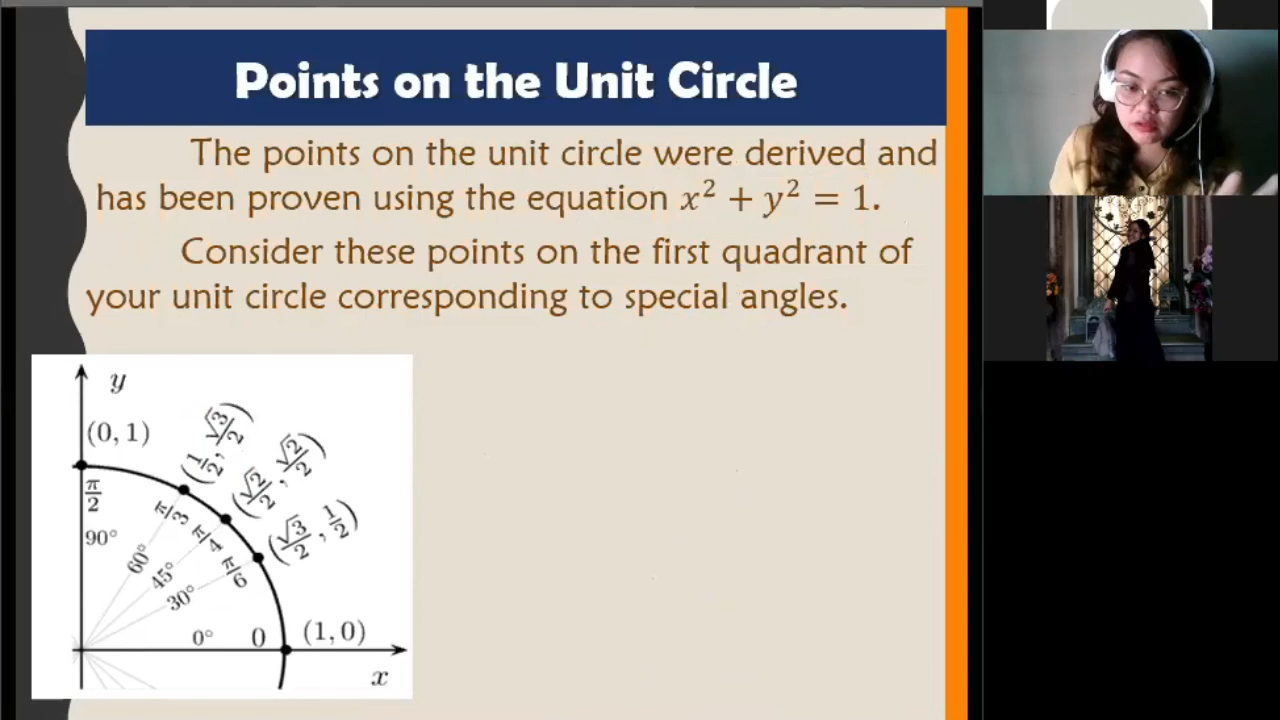 Points on the Unit Circle
The points on the unit circle were derived and
has been proven using the equation x² + y² = 1.
Consider these points on the first quadrant of
your unit circle corresponding to special angles.
y
(0, 1)
(1/2, √3/2)
(√2/2, √2/2)
(√3/2, 1/2)
π/2
π/3
π/4
π/6
90°
60°
45°
30°
0°
0
(1, 0)
x